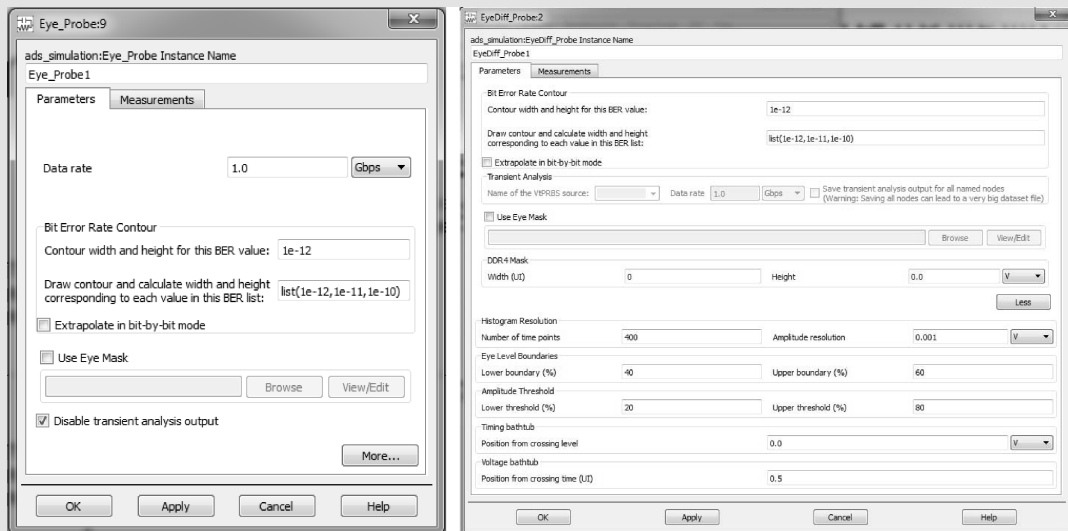 Eye_Probe:9
ads_simulation:Eye_Probe Instance Name
Eye_Probe1
Parameters Measurements
Data rate 1.0 Gbps
Bit Error Rate Contour
Contour width and height for this BER value: 1e-12
Draw contour and calculate width and height
corresponding to each value in this BER list: list(1e-12,1e-11,1e-10)
Extrapolate in bit-by-bit mode
Use Eye Mask
Browse View/Edit
Disable transient analysis output
More...
OK Apply Cancel Help
EyeDiff_Probe:2
ads_simulation:EyeDiff_Probe Instance Name
EyeDiff_Probe1
Parameters Measurements
Bit Error Rate Contour
Contour width and height for this BER value: 1e-12
Draw contour and calculate width and height
corresponding to each value in this BER list: list(1e-12,1e-11,1e-10)
Extrapolate in bit-by-bit mode
Transient Analysis
Name of the VtPRBS source: Data rate 1.0 Gbps Save transient analysis output for all named nodes
(Warning: Saving all nodes can lead to a very big dataset file)
Use Eye Mask
Browse View/Edit
DDR4 Mask
Width (UI) 0 Height 0.0 V
Less
Histogram Resolution
Number of time points 400 Amplitude resolution 0.001 V
Eye Level Boundaries
Lower boundary (%) 40 Upper boundary (%) 60
Amplitude Threshold
Lower threshold (%) 20 Upper threshold (%) 80
Timing bathtub
Position from crossing level 0.0 V
Voltage bathtub
Position from crossing time (UI) 0.5
OK Apply Cancel Help